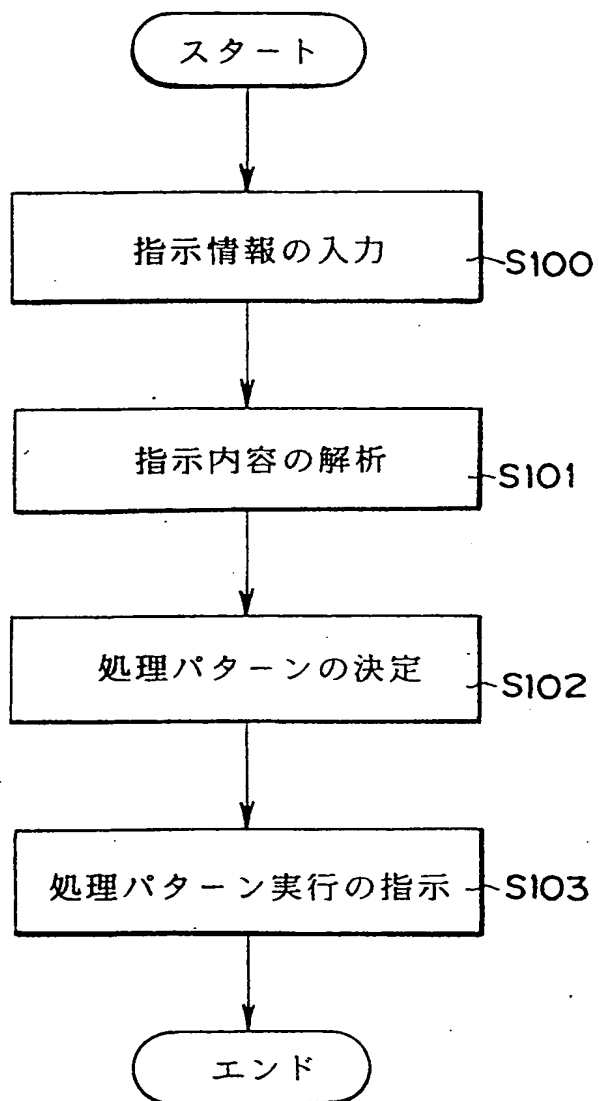 スタート
指示情報の入力
S100
指示内容の解析
S101
処理パターンの決定
S102
処理パターン実行の指示
S103
エンド